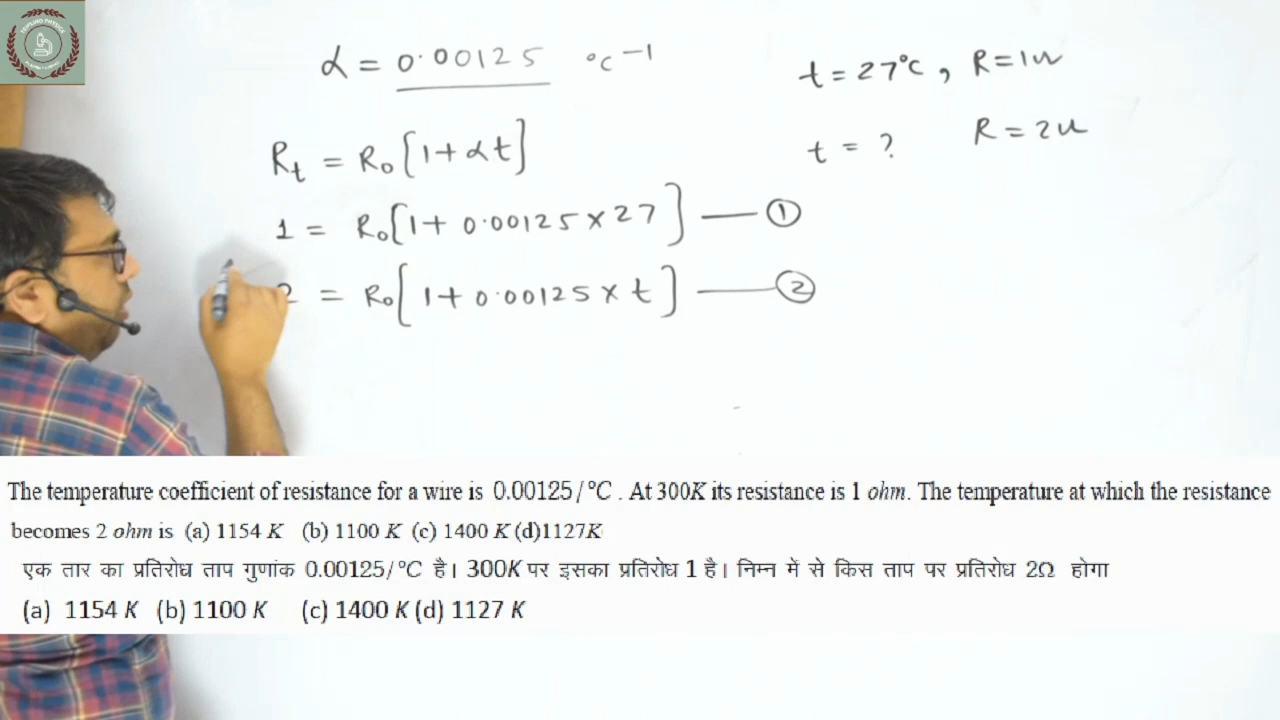 TEMPLING PHYSICS
α = 0.00125 °C⁻¹
t = 27°C , R = 1Ω
Rt = R₀[1+αt]
t = ? R = 2Ω
1 = R₀[1+ 0.00125 × 27] — ①
2 = R₀[1+ 0.00125 × t] — ②
The temperature coefficient of resistance for a wire is 0.00125/°C . At 300K its resistance is 1 ohm. The temperature at which the resistance
becomes 2 ohm is (a) 1154 K (b) 1100 K (c) 1400 K (d)1127K
एक तार का प्रतिरोध ताप गुणांक 0.00125/°C है। 300K पर इसका प्रतिरोध 1 है। निम्न में से किस ताप पर प्रतिरोध 2Ω होगा
(a) 1154 K (b) 1100 K (c) 1400 K (d) 1127 K